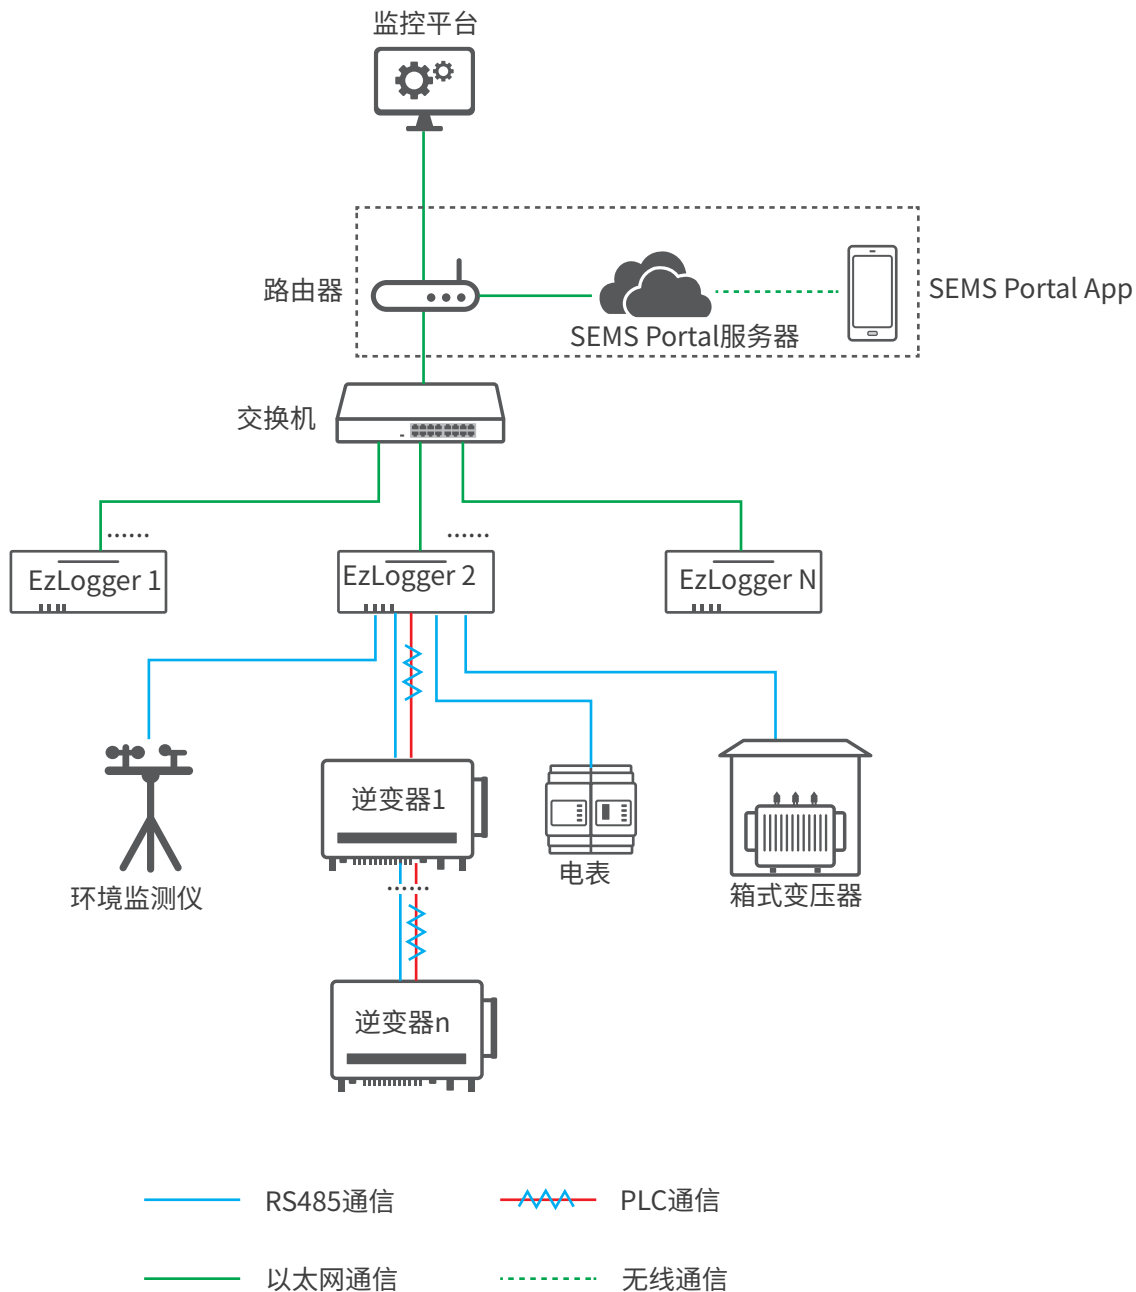 监控平台
路由器
SEMS Portal服务器
SEMS Portal App
交换机
......
......
EzLogger 1
EzLogger 2
EzLogger N
逆变器1
环境监测仪
电表
箱式变压器
......
逆变器n
RS485通信
PLC通信
以太网通信
无线通信